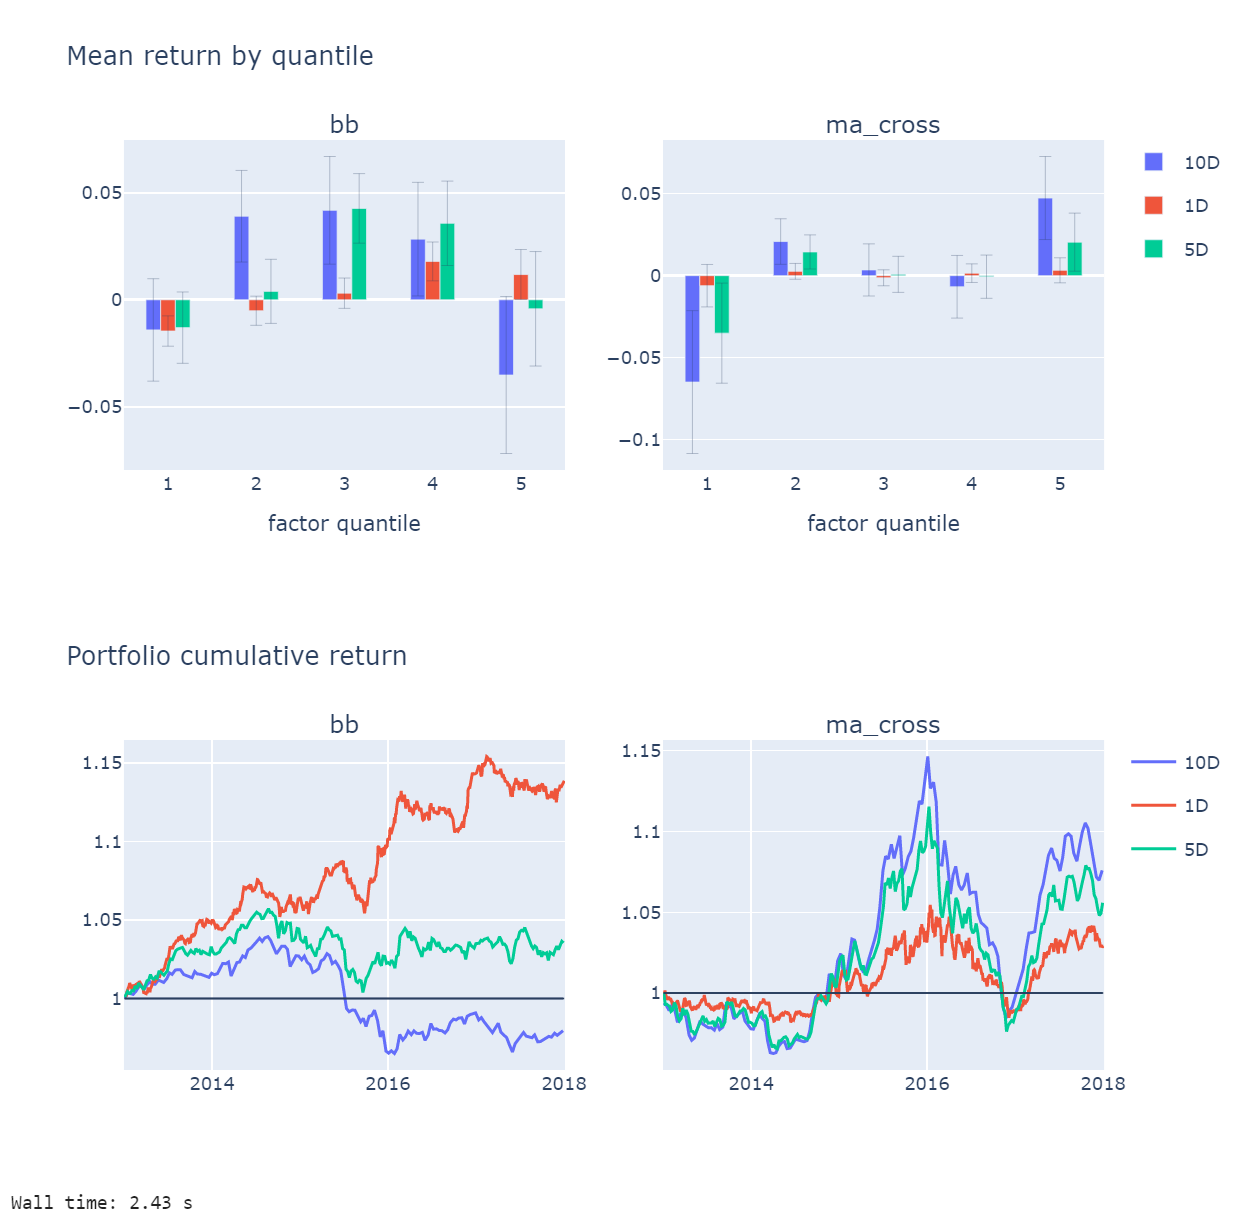 Mean return by quantile
bb
ma_cross
0.05
0
−0.05
1 2 3 4 5
factor quantile
0.05
0
−0.05
−0.1
1 2 3 4 5
factor quantile
10D
1D
5D
Portfolio cumulative return
bb
ma_cross
1.15
1.1
1.05
1
2014 2016 2018
1.15
1.1
1.05
1
2014 2016 2018
10D
1D
5D
Wall time: 2.43 s